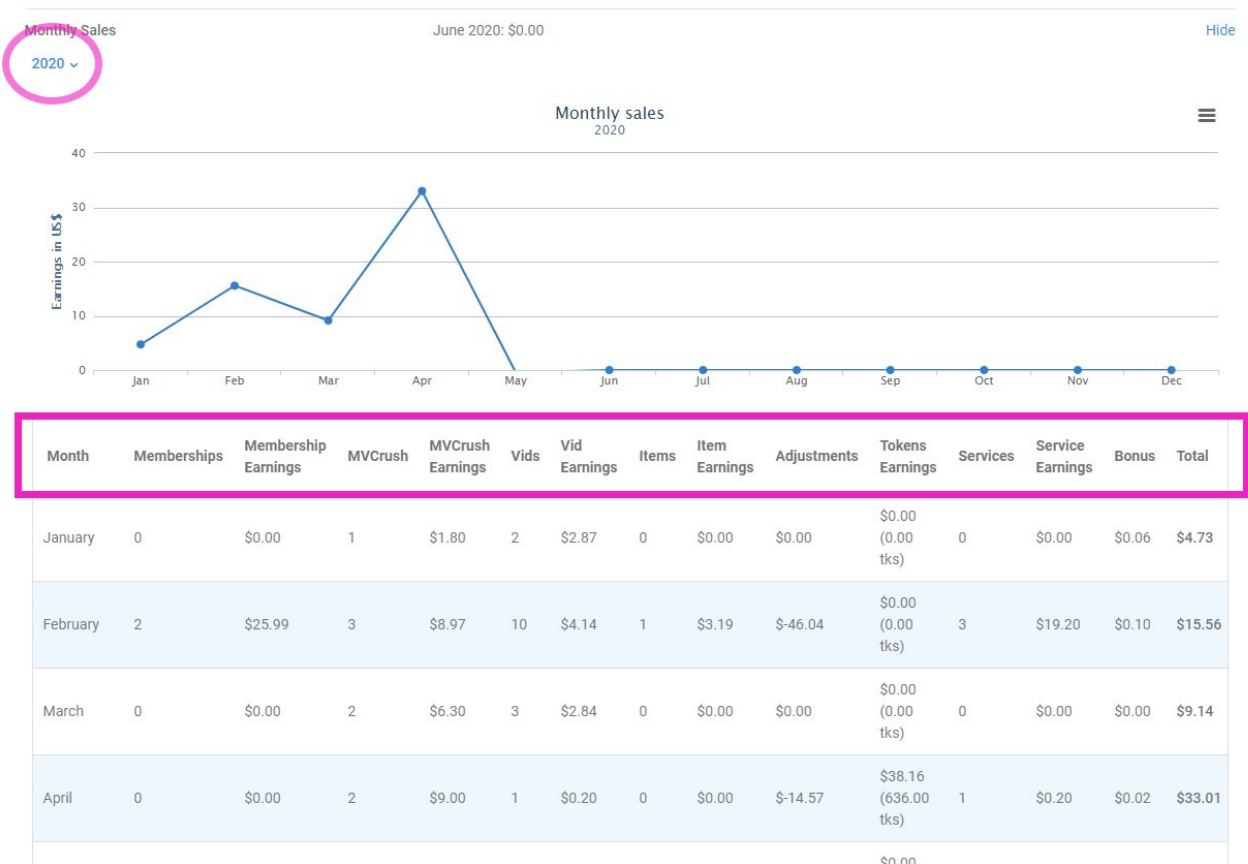 Monthly Sales June 2020: $0.00 Hide
2020
Monthly sales
2020
40
30
20
10
0
Earnings in US$
Jan Feb Mar Apr May Jun Jul Aug Sep Oct Nov Dec
Month Memberships Membership Earnings MVCrush MVCrush Earnings Vids Vid Earnings Items Item Earnings Adjustments Tokens Earnings Services Service Earnings Bonus Total
January 0 $0.00 1 $1.80 2 $2.87 0 $0.00 $0.00 $0.00 (0.00 tks) 0 $0.00 $0.06 $4.73
February 2 $25.99 3 $8.97 10 $4.14 1 $3.19 $-46.04 $0.00 (0.00 tks) 3 $19.20 $0.10 $15.56
March 0 $0.00 2 $6.30 3 $2.84 0 $0.00 $0.00 $0.00 (0.00 tks) 0 $0.00 $0.00 $9.14
April 0 $0.00 2 $9.00 1 $0.20 0 $0.00 $-14.57 $38.16 (636.00 tks) 1 $0.20 $0.02 $33.01
$0.00